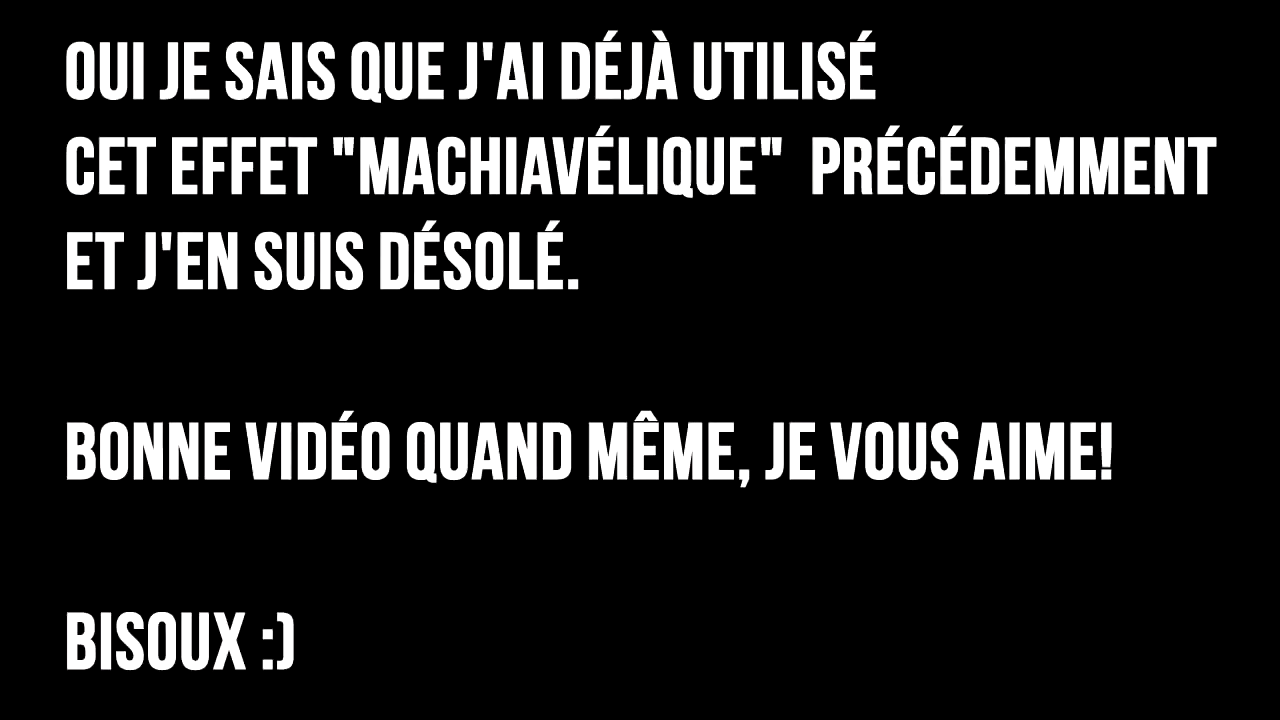 OUI JE SAIS QUE J'AI DÉJÀ UTILISÉ
CET EFFET "MACHIAVÉLIQUE"  PRÉCÉDEMMENT
ET J'EN SUIS DÉSOLÉ.
BONNE VIDÉO QUAND MÊME, JE VOUS AIME!
BISOUX :)